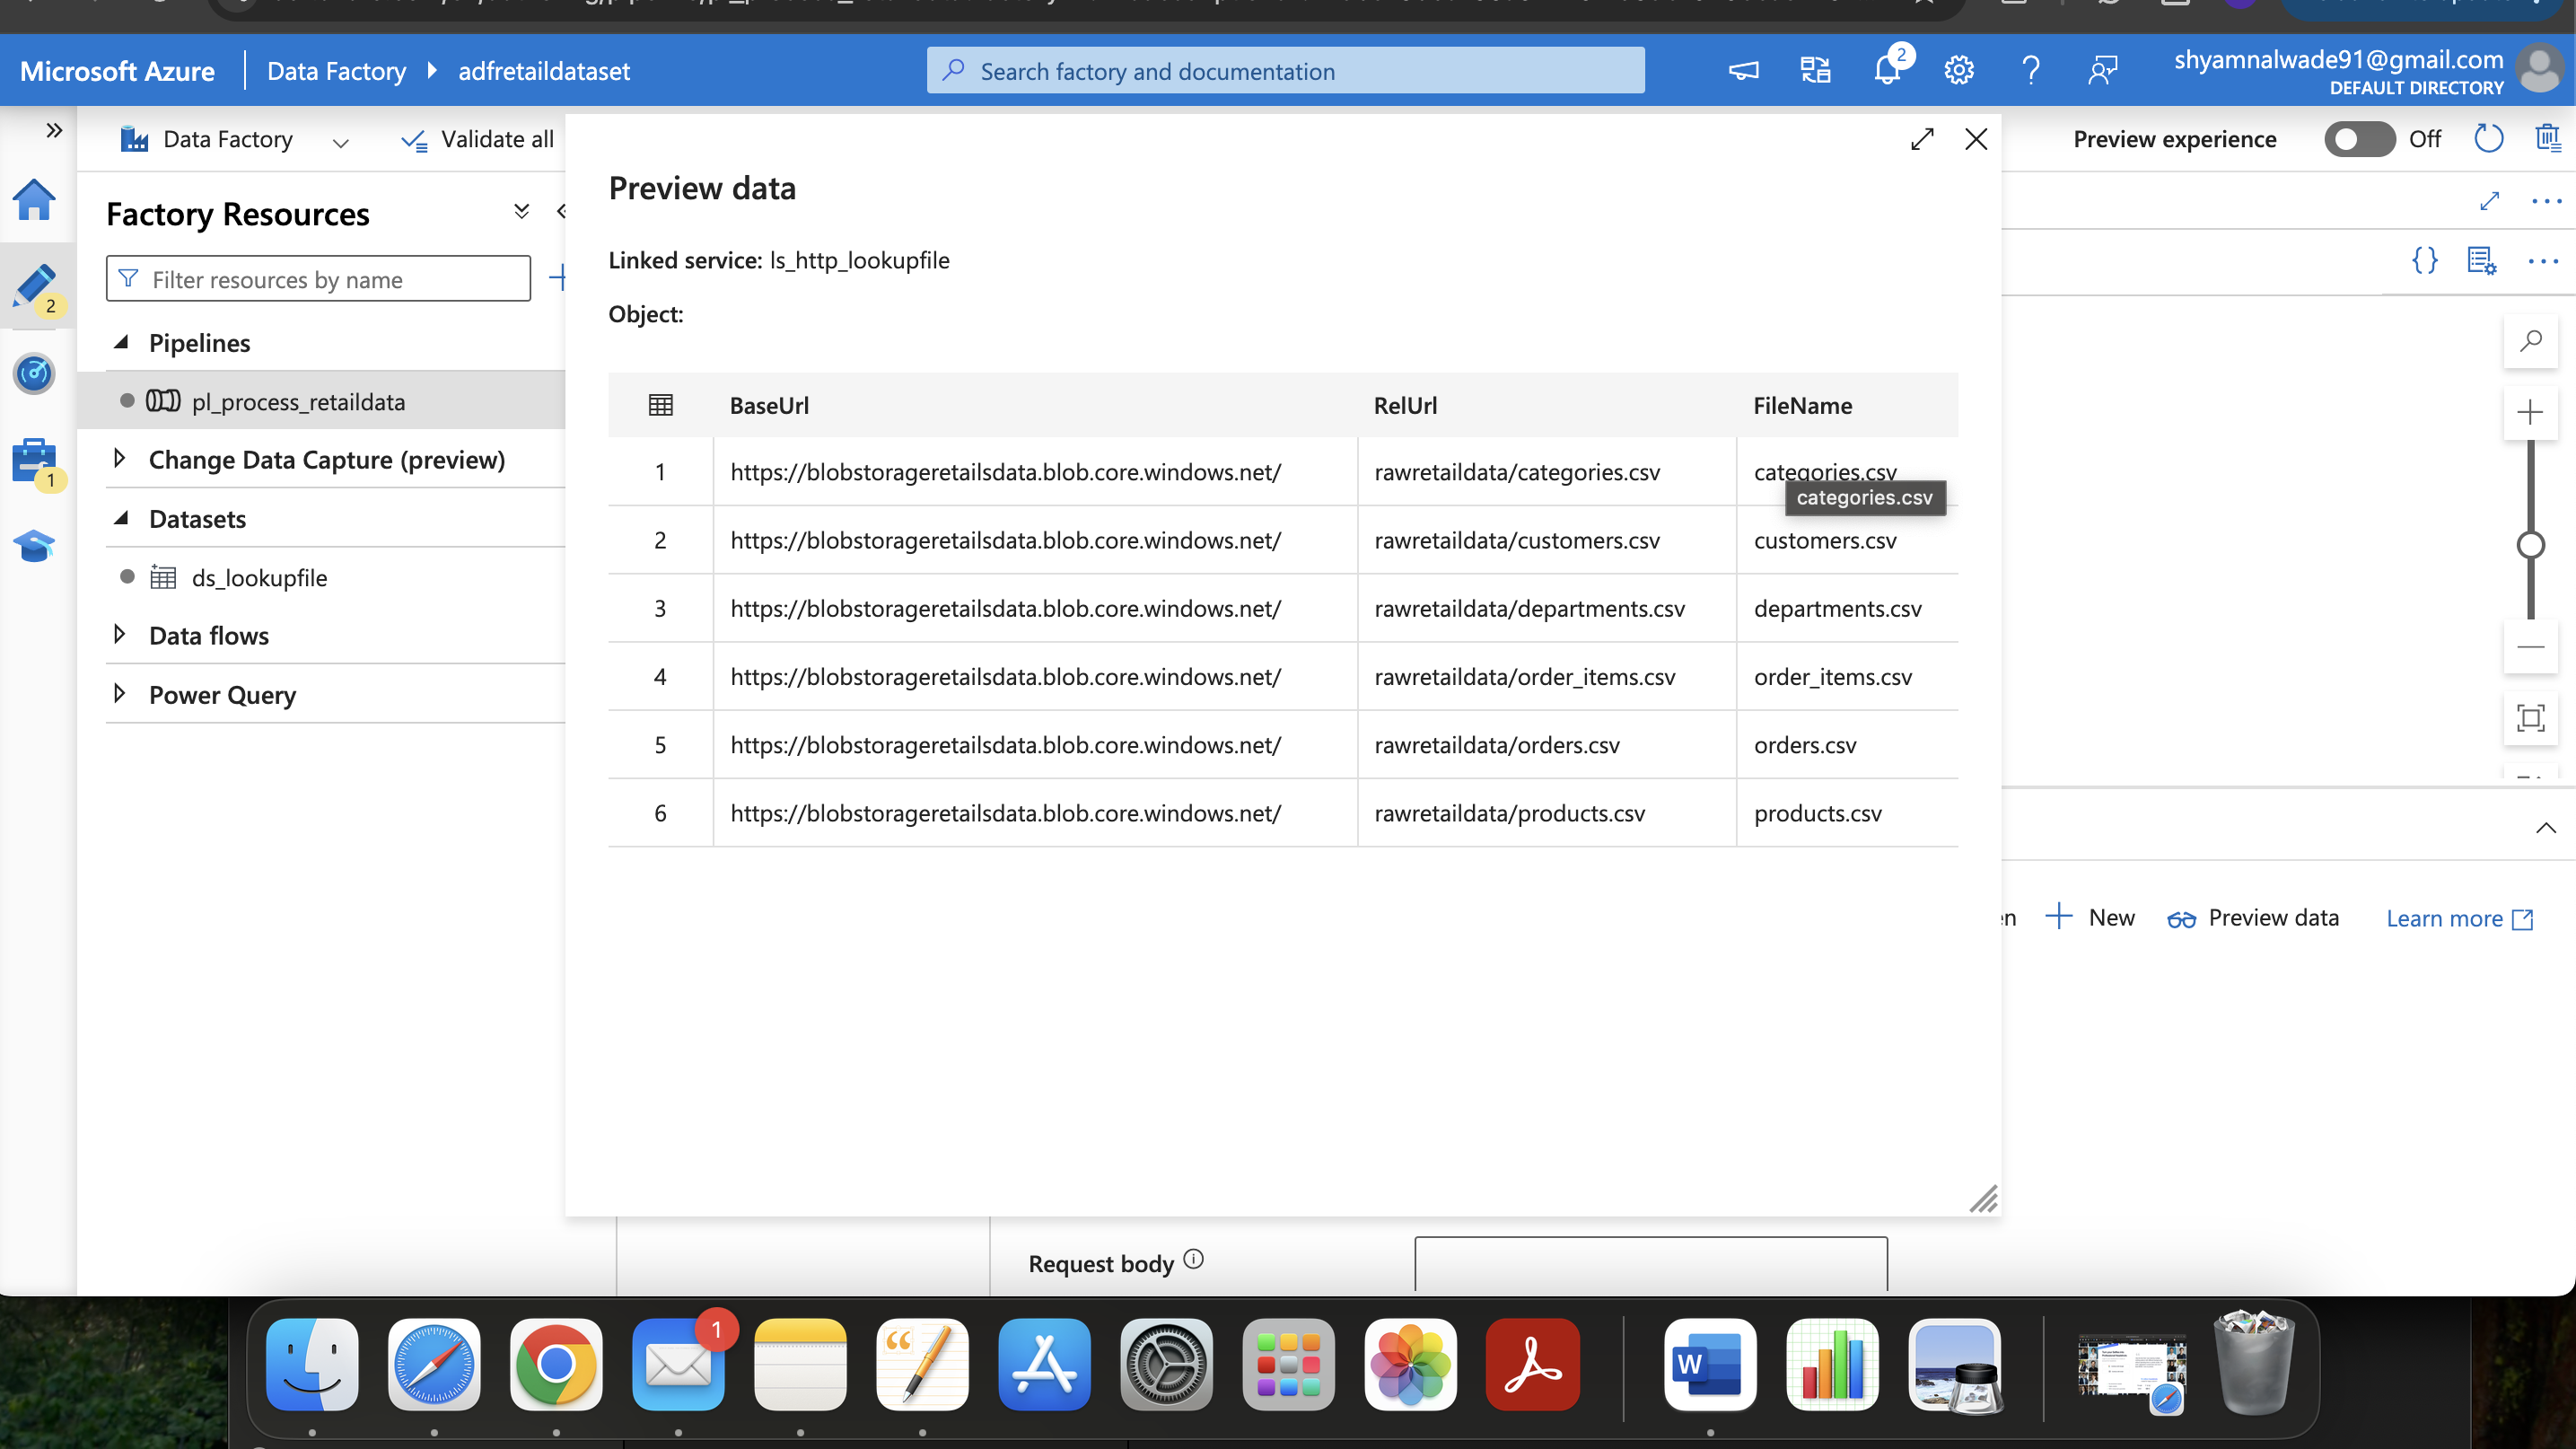 Microsoft Azure
Data Factory
adfretaildataset
Search factory and documentation
2
shyamnalwade91@gmail.com
DEFAULT DIRECTORY
Data Factory
Validate all
Preview experience
Off
Factory Resources
Filter resources by name
2
Pipelines
pl_process_retaildata
Change Data Capture (preview)
1
Datasets
ds_lookupfile
Data flows
Power Query
Preview data
Linked service: ls_http_lookupfile
Object:
BaseUrl RelUrl FileName
1 https://blobstorageretailsdata.blob.core.windows.net/ rawretaildata/categories.csv categories.csv
categories.csv
2 https://blobstorageretailsdata.blob.core.windows.net/ rawretaildata/customers.csv customers.csv
3 https://blobstorageretailsdata.blob.core.windows.net/ rawretaildata/departments.csv departments.csv
4 https://blobstorageretailsdata.blob.core.windows.net/ rawretaildata/order_items.csv order_items.csv
5 https://blobstorageretailsdata.blob.core.windows.net/ rawretaildata/orders.csv orders.csv
6 https://blobstorageretailsdata.blob.core.windows.net/ rawretaildata/products.csv products.csv
New
Preview data
Learn more
Request body
1
W